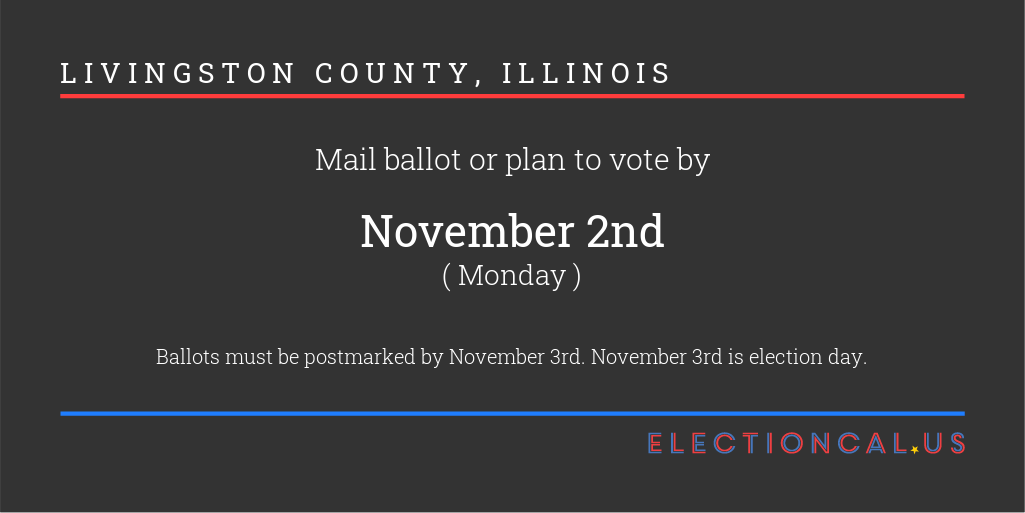 LIVINGSTON COUNTY, ILLINOIS
Mail ballot or plan to vote by
November 2nd
( Monday )
Ballots must be postmarked by November 3rd. November 3rd is election day.
ELECTIONCAL.US